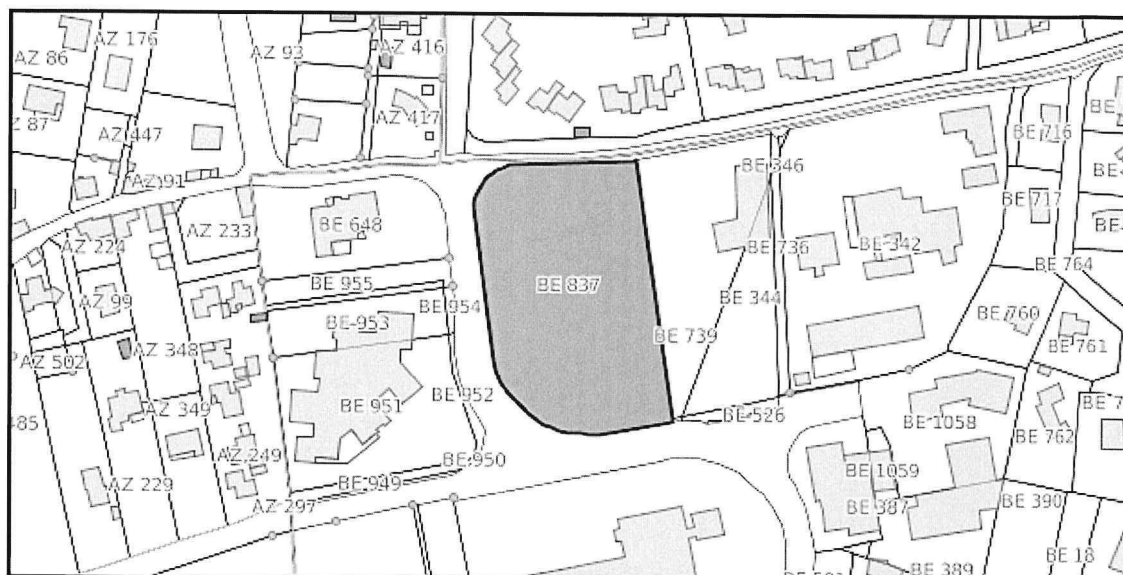 AZ 176
AZ 93
AZ 416
AZ 86
AZ 417
Z 87
AZ 447
BE 716
BE 346
AZ 91
BE 717
BE 648
AZ 233
AZ 224
BE 736
BE 342
BE 764
BE 955
BE 837
AZ 99
BE 954
BE 344
BE 953
BE 760
BE 739
AZ 348
BE 761
AZ 502
BE 952
AZ 349
BE 951
BE 526
485
BE 1058
BE 762
AZ 249
BE 950
BE 1059
AZ 229
BE 949
AZ 297
BE 387
BE 390
BE 18
BE 389